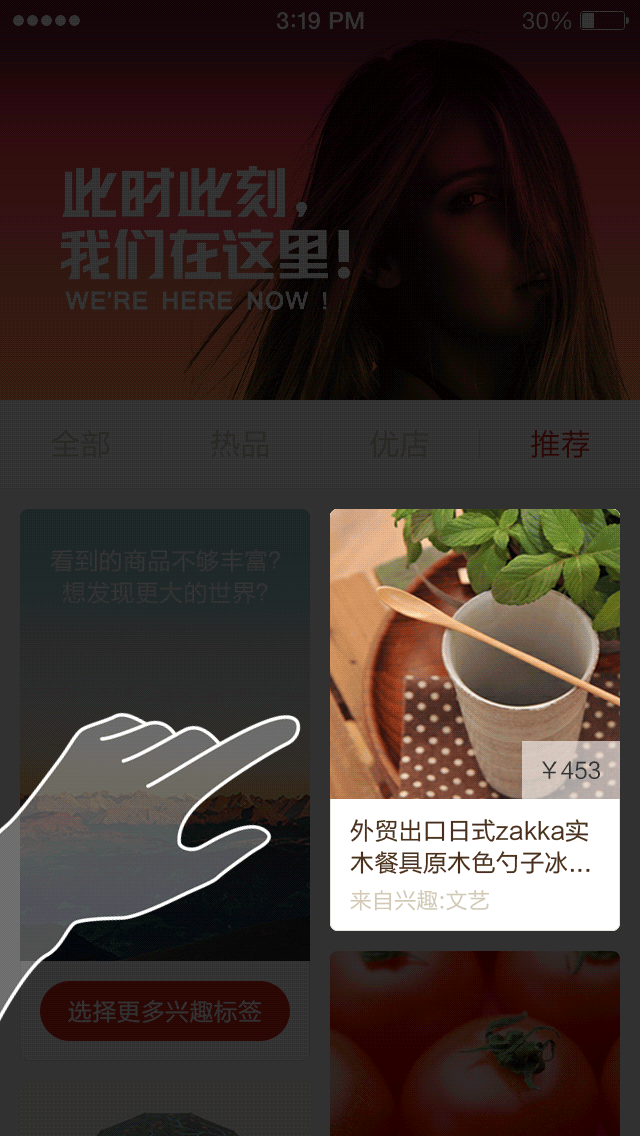 3:19 PM
30%
此时此刻，
我们在这里！
WE'RE HERE NOW !
全部
热品
优店
推荐
看到的商品不够丰富?
想发现更大的世界?
选择更多兴趣标签
￥453
外贸出口日式zakka实
木餐具原木色勺子冰...
来自兴趣:文艺